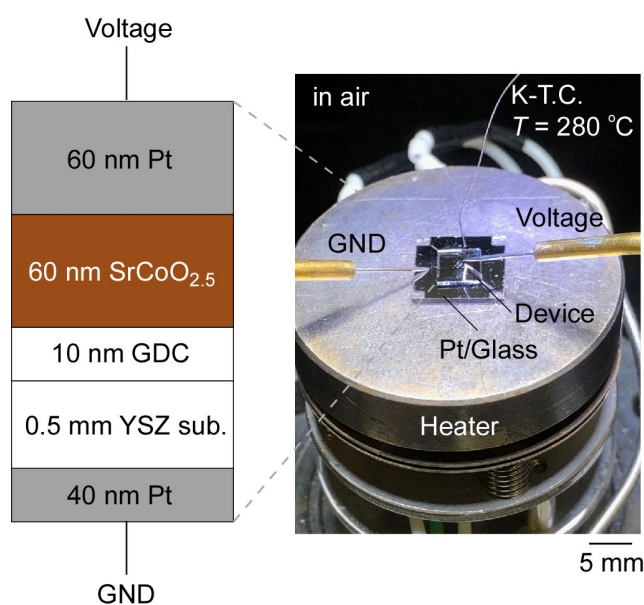 Voltage
60 nm Pt
60 nm SrCoO₂.₅
10 nm GDC
0.5 mm YSZ sub.
40 nm Pt
GND
in air
K-T.C.
T = 280 °C
Voltage
GND
Device
Pt/Glass
Heater
5 mm